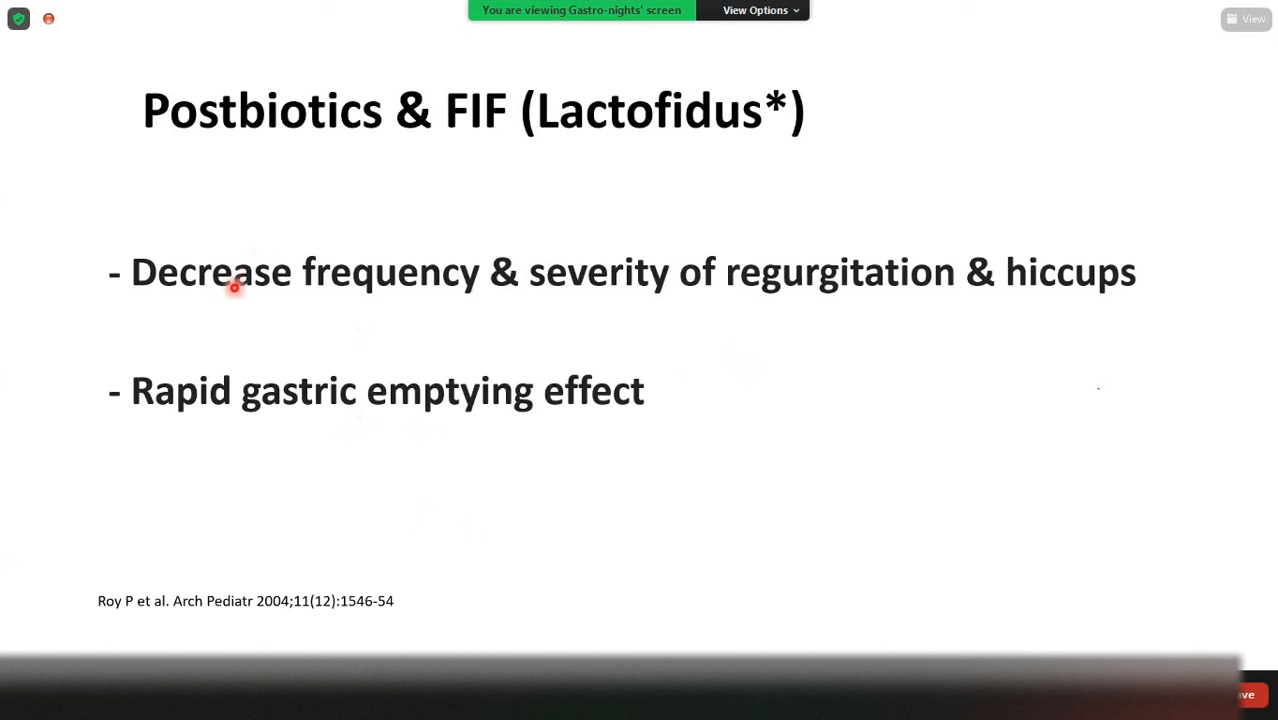 You are viewing Gastro-nights' screen
View Options
View
Postbiotics & FIF (Lactofidus*)
- Decrease frequency & severity of regurgitation & hiccups
- Rapid gastric emptying effect
Roy P et al. Arch Pediatr 2004;11(12):1546-54